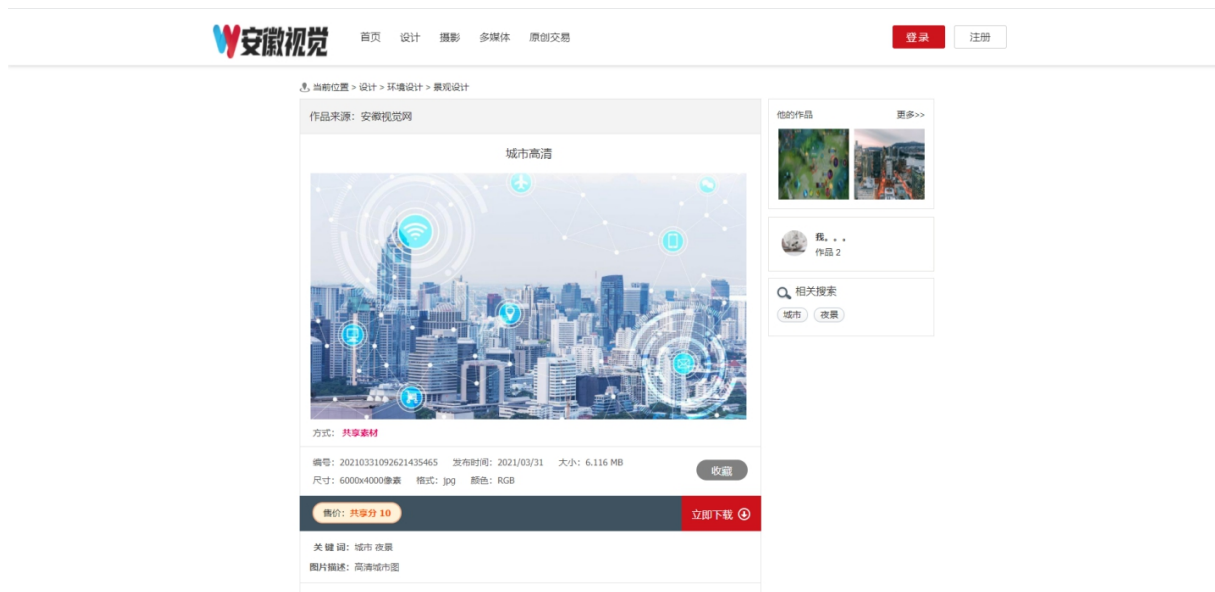 安徽视觉 首页 设计 摄影 多媒体 原创交易 登录 注册
当前位置 > 设计 > 环境设计 > 景观设计
作品来源：安徽视觉网
城市高清
方式：共享素材
编号：20210331092621435465 发布时间：2021/03/31 大小：6.116 MB
尺寸：6000x4000像素 格式：jpg 颜色：RGB
收藏
售价：共享分 10
立即下载
关 键 词：城市 夜景
图片描述：高清城市图
他的作品 更多>>
我。。。
作品 2
相关搜索
城市 夜景